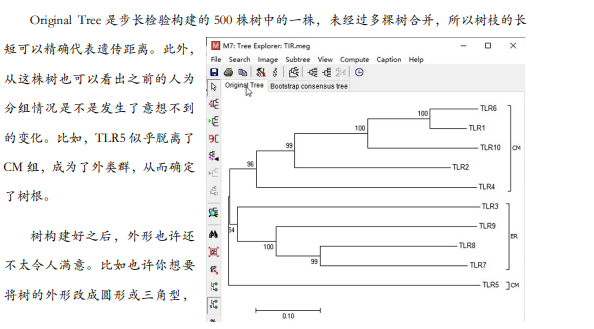 Original Tree 是步长检验构建的 500 株树中的一株，未经过多棵树合并，所以树枝的长
短可以精确代表遗传距离。此外，
从这株树也可以看出之前的人为
分组情况是不是发生了意想不到
的变化。比如，TLR5 似乎脱离了
CM 组，成为了外类群，从而确定
了树根。
树构建好之后，外形也许还
不太令人满意。比如也许你想要
将树的外形改成圆形或三角型，
M7: Tree Explorer: TIR.meg
File Search Image Subtree View Compute Caption Help
Original Tree Bootstrap consensus tree
TLR6
100
TLR1
100
TLR10
99
CM
TLR2
96
TLR4
TLR3
54
TLR9
ER
100
TLR8
99
TLR7
TLR5
CM
0.10